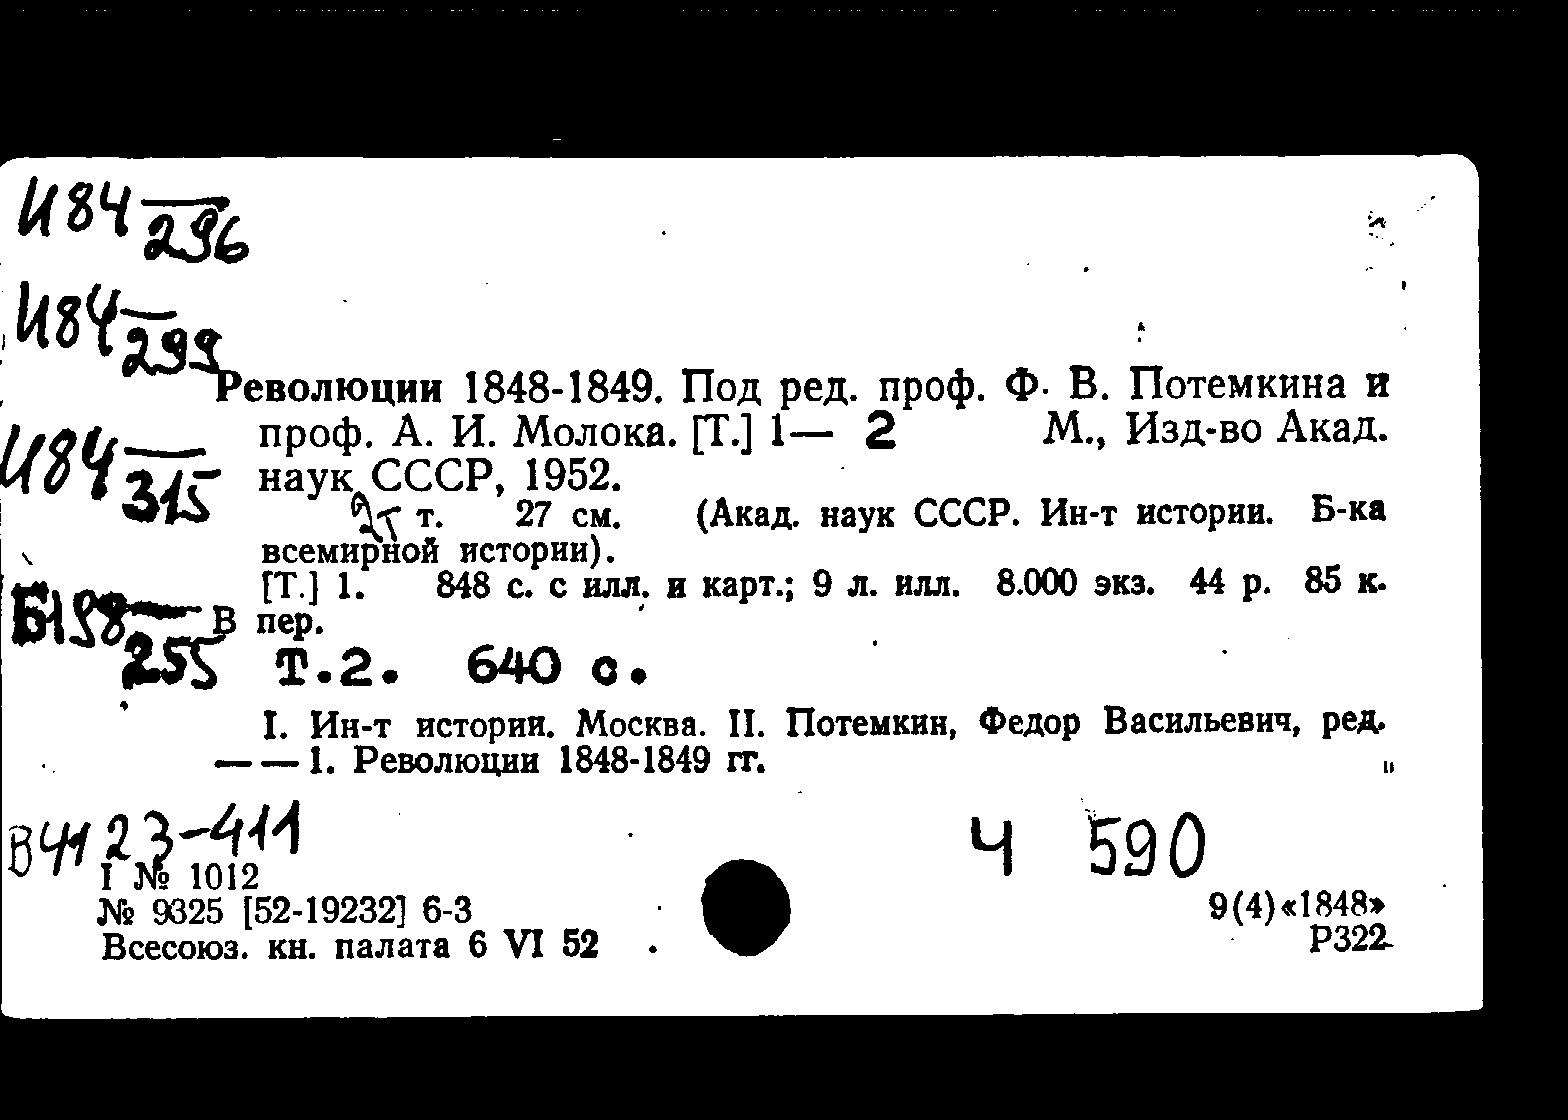 И84
296
И84
299
Революции 1848-1849. Под ред. проф. Ф. В. Потемкина и
проф. А. И. Молока. [Т.] 1— 2 М., Изд-во Акад.
наук СССР, 1952.
И84
315
2 т. 27 см. (Акад. наук СССР. Ин-т истории. Б-ка
всемирной истории).
[Т.] 1. 848 с. с илл. и карт.; 9 л. илл. 8.000 экз. 44 р. 85 к.
В пер.
Б198
255
Т.2. 640 с.
I. Ин-т истории. Москва. II. Потемкин, Федор Васильевич, ред.
— — 1. Революции 1848-1849 гг.
В41 23-411
Ч 590
I № 1012
№ 9325 [52-19232] 6-3
9(4)«1848»
Всесоюз. кн. палата 6 VI 52
Р322